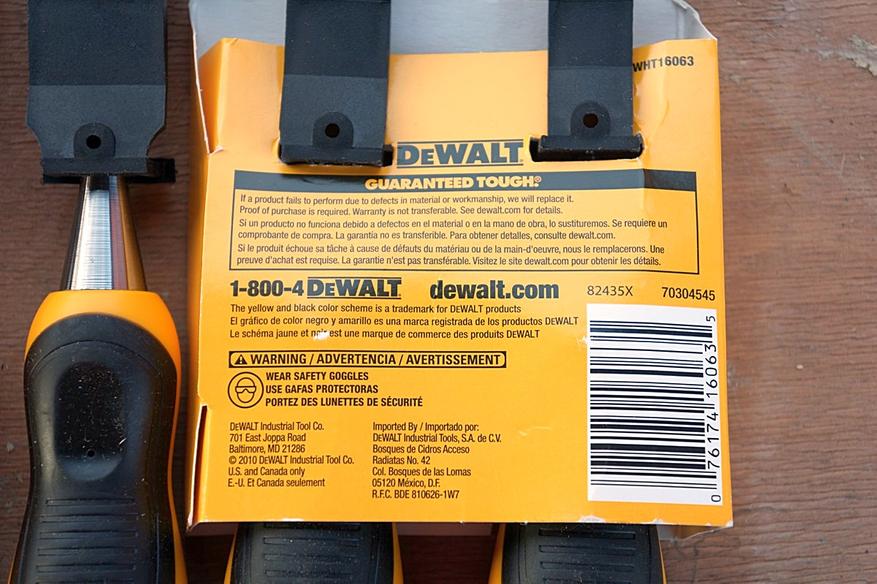 WHT16063
DEWALT
GUARANTEED TOUGH®
If a product fails to perform due to defects in material or workmanship, we will replace it.
Proof of purchase is required. Warranty is not transferable. See dewalt.com for details.
Si un producto no funciona debido a defectos en el material o en la mano de obra, lo sustituremos. Se requiere un
comprobante de compra. La garantía no es transferible. Para obtener detalles, consulte dewalt.com.
Si le produit échoue sa tâche à cause de défauts du matériau ou de la main-d'oeuvre, nous le remplacerons. Une
preuve d'achat est requise. La garantie n'est pas transférable. Visitez le site dewalt.com pour obtenir les détails.
1-800-4 DEWALT dewalt.com 82435X 70304545
The yellow and black color scheme is a trademark for DEWALT products
El gráfico de color negro y amarillo es una marca registrada de los productos DEWALT
Le schéma jaune et noir est une marque de commerce des produits DEWALT
WARNING / ADVERTENCIA / AVERTISSEMENT
WEAR SAFETY GOGGLES
USE GAFAS PROTECTORAS
PORTEZ DES LUNETTES DE SÉCURITÉ
DEWALT Industrial Tool Co.
701 East Joppa Road
Baltimore, MD 21286
© 2010 DEWALT Industrial Tool Co.
U.S. and Canada only
E.-U. Et Canada seulement
Imported By / Importado por:
DEWALT Industrial Tools, S.A. de C.V.
Bosques de Cidros Acceso
Radiatas No. 42
Col. Bosques de las Lomas
05120 México, D.F.
R.F.C. BDE 810626-1W7
0 76174 16063 5